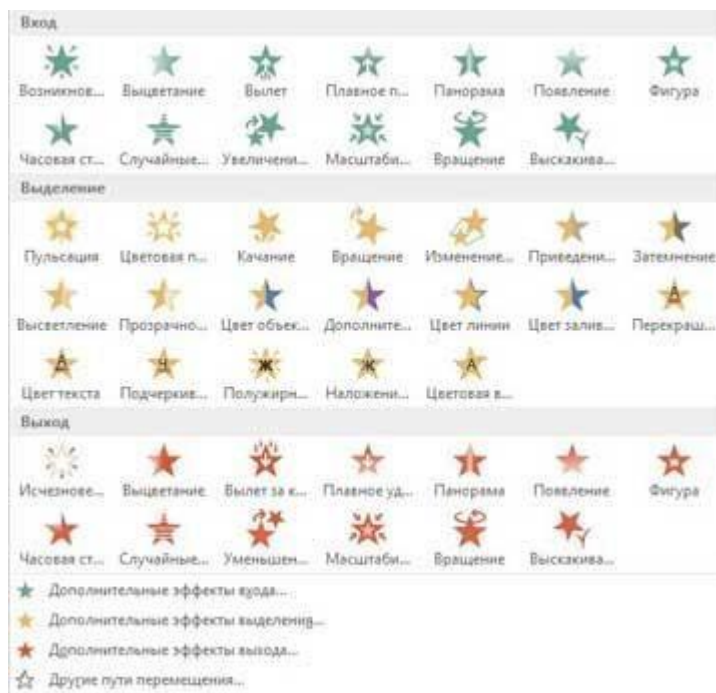 Вход
Возникнов... Выцветание Вылет Плавное п... Панорама Появление Фигура
Часовая ст... Случайные... Увеличени... Масштаби... Вращение Выскакива...
Выделение
Пульсация Цветовая п... Качание Вращение Изменение... Приведени... Затемнение
Высветление Прозрачно... Цвет объек... Дополните... Цвет линии Цвет залив... Перекраш...
Цвет текста Подчеркив... Полужирн... Наложени... Цветовая в...
Выход
Исчезнове... Выцветание Вылет за к... Плавное уд... Панорама Появление Фигура
Часовая ст... Случайные... Уменьшен... Масштаби... Вращение Выскакива...
Дополнительные эффекты входа...
Дополнительные эффекты выделения...
Дополнительные эффекты выхода...
Другие пути перемещения...